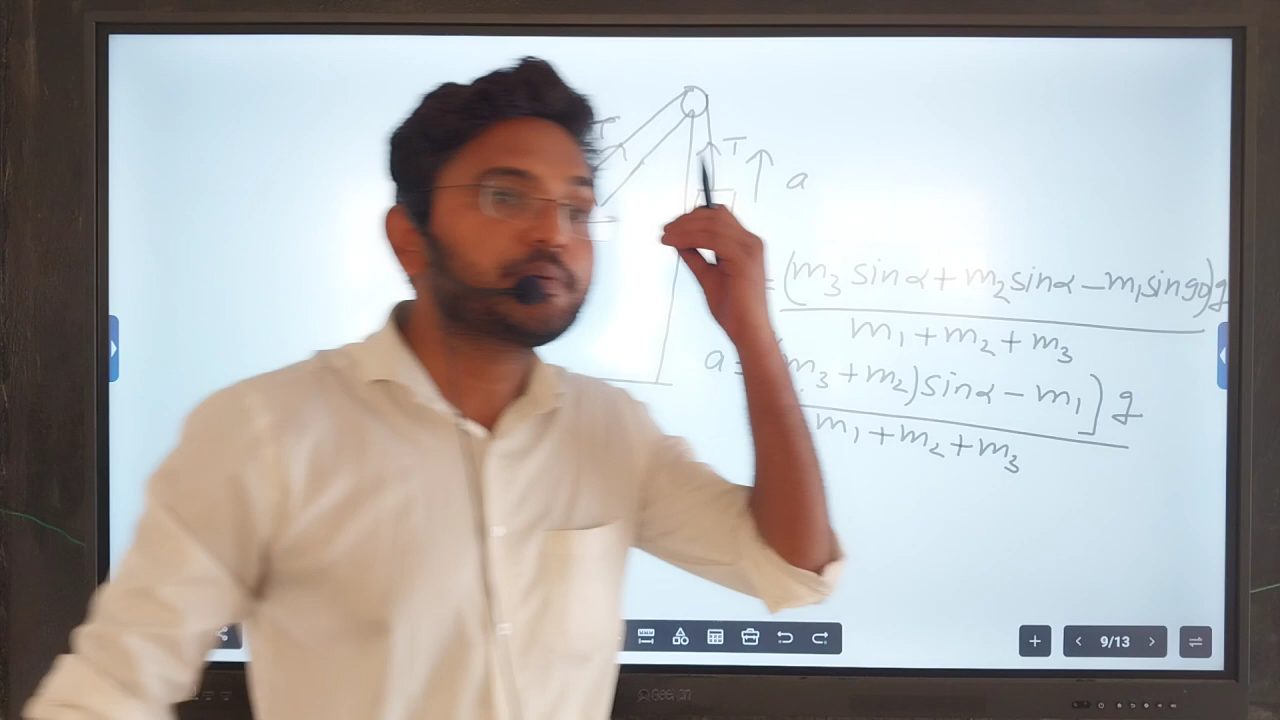 T
T
a
= (m₃ sinα + m₂ sinα - m₁ sin90) g
m₁ + m₂ + m₃
a = m₃ + m₂) sinα - m₁] g
m₁ + m₂ + m₃
9/13